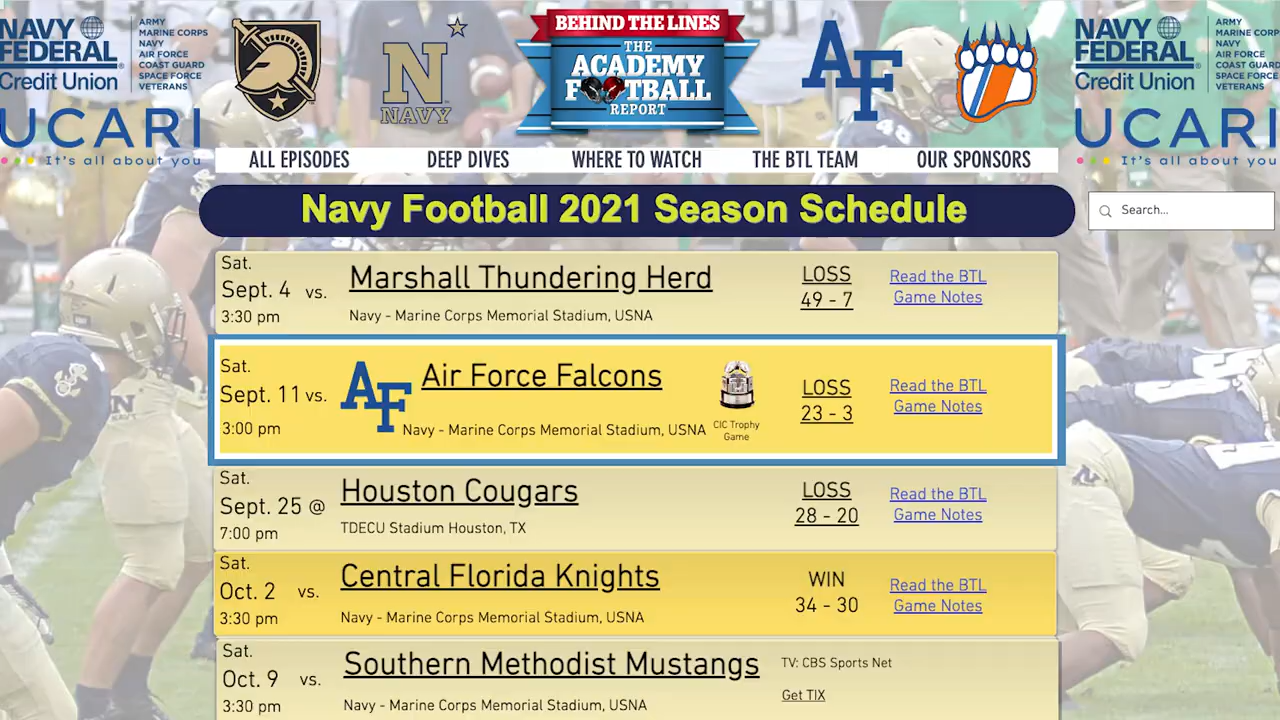 NAVY
FEDERAL
Credit Union
ARMY
MARINE CORPS
NAVY
AIR FORCE
COAST GUARD
SPACE FORCE
VETERANS
UCARI
It's all about you
N
NAVY
BEHIND THE LINES
THE
ACADEMY
FOOTBALL
REPORT
AF
NAVY
FEDERAL
Credit Union
ARMY
MARINE CORPS
NAVY
AIR FORCE
COAST GUARD
SPACE FORCE
VETERANS
UCARI
It's all about you
ALL EPISODES DEEP DIVES WHERE TO WATCH THE BTL TEAM OUR SPONSORS
Navy Football 2021 Season Schedule
Search...
Sat.
Sept. 4 vs.
3:30 pm
Marshall Thundering Herd
Navy - Marine Corps Memorial Stadium, USNA
LOSS
49 - 7
Read the BTL
Game Notes
Sat.
Sept. 11 vs.
3:00 pm
AF
Air Force Falcons
Navy - Marine Corps Memorial Stadium, USNA
CIC Trophy
Game
LOSS
23 - 3
Read the BTL
Game Notes
Sat.
Sept. 25 @
7:00 pm
Houston Cougars
TDECU Stadium Houston, TX
LOSS
28 - 20
Read the BTL
Game Notes
Sat.
Oct. 2 vs.
3:30 pm
Central Florida Knights
Navy - Marine Corps Memorial Stadium, USNA
WIN
34 - 30
Read the BTL
Game Notes
Sat.
Oct. 9 vs.
3:30 pm
Southern Methodist Mustangs
Navy - Marine Corps Memorial Stadium, USNA
TV: CBS Sports Net
Get TIX